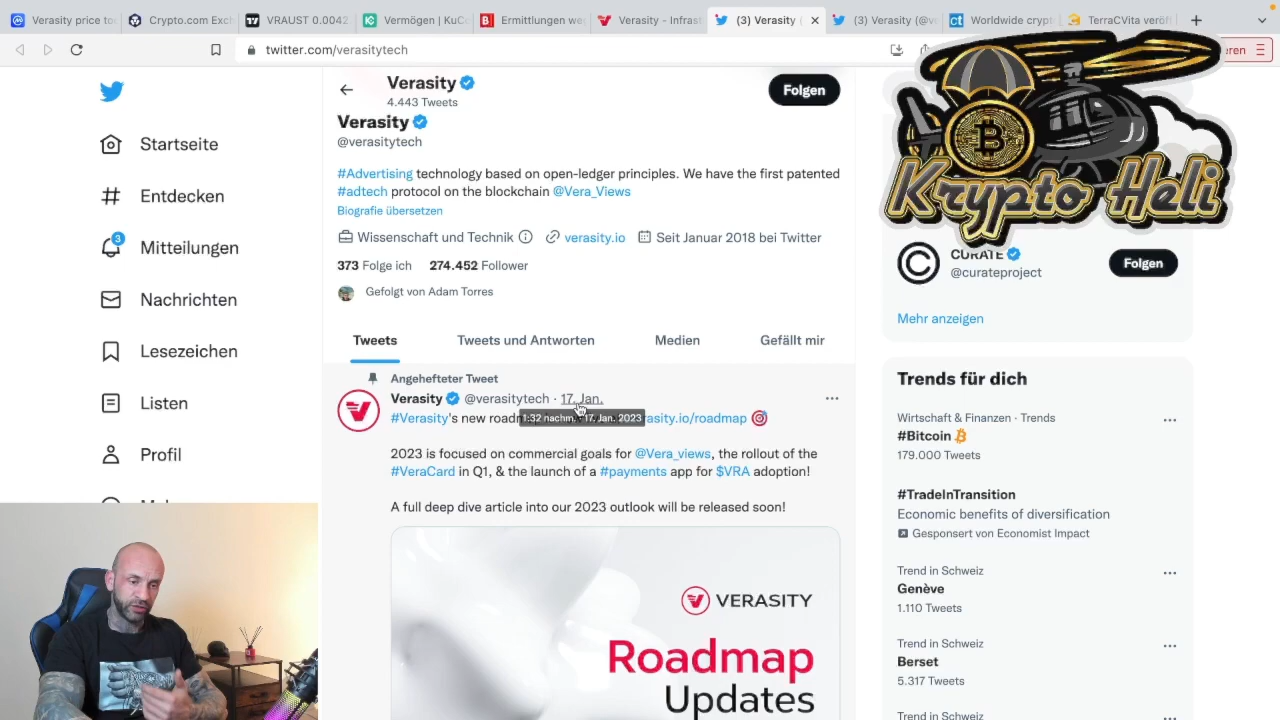 Verasity price to
Crypto.com Exch
VRAUST 0.0042
Vermögen | KuC
Ermittlungen we
Verasity - Infras
(3) Verasity
(3) Verasity (@v
Worldwide crypt
TerraCVita veröf
twitter.com/verasitytech
eren
Startseite
Entdecken
3
Mitteilungen
Nachrichten
Lesezeichen
Listen
Profil
Verasity
4.443 Tweets
Folgen
Verasity
@verasitytech
#Advertising technology based on open-ledger principles. We have the first patented
#adtech protocol on the blockchain @Vera_Views
Biografie übersetzen
Wissenschaft und Technik verasity.io Seit Januar 2018 bei Twitter
373 Folge ich 274.452 Follower
Gefolgt von Adam Torres
Tweets Tweets und Antworten Medien Gefällt mir
Angehefteter Tweet
Verasity @verasitytech · 17. Jan.
1:32 nachm. · 17. Jan. 2023
#Verasity's new roadm asity.io/roadmap
2023 is focused on commercial goals for @Vera_views, the rollout of the
#VeraCard in Q1, & the launch of a #payments app for $VRA adoption!
A full deep dive article into our 2023 outlook will be released soon!
VERASITY
Roadmap
Updates
Krypto Heli
CURATE
@curateproject
Folgen
Mehr anzeigen
Trends für dich
Wirtschaft & Finanzen · Trends
#Bitcoin
179.000 Tweets
#TradeInTransition
Economic benefits of diversification
Gesponsert von Economist Impact
Trend in Schweiz
Genève
1.110 Tweets
Trend in Schweiz
Berset
5.317 Tweets
Trend in Schweiz